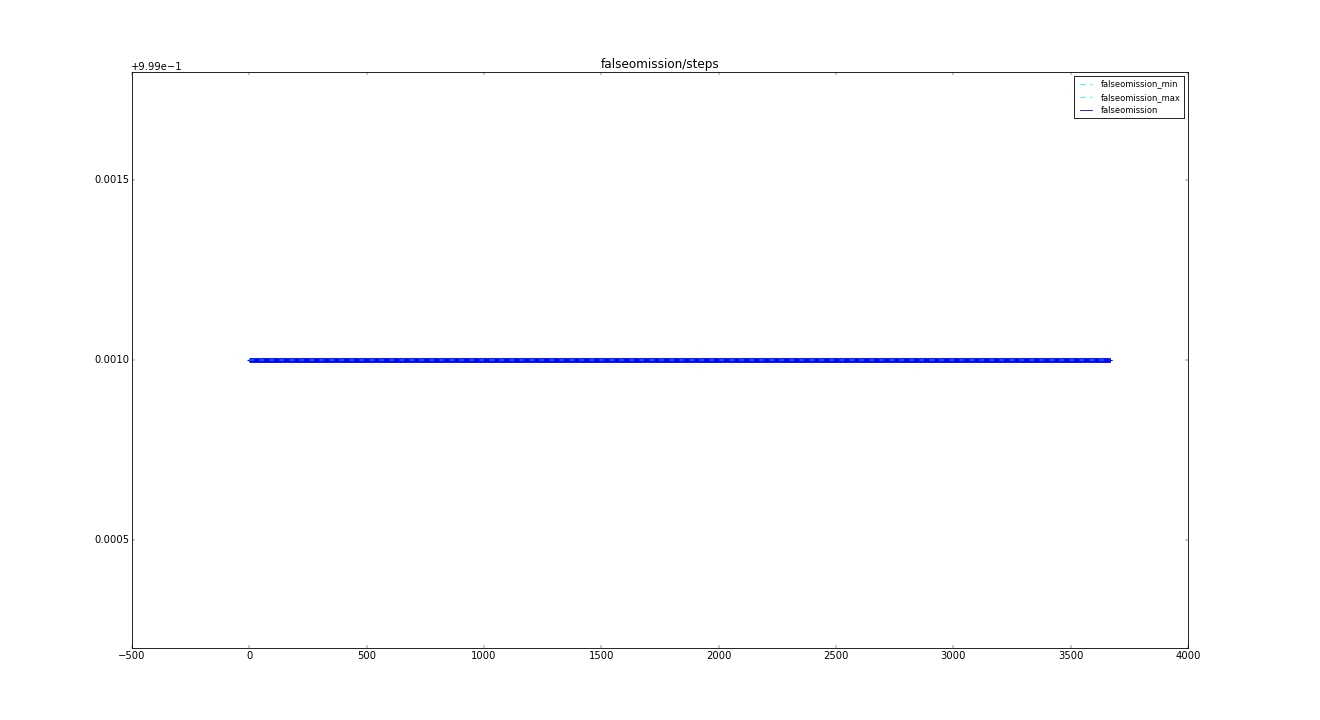 falseomission/steps
+9.99e−1
falseomission_min
falseomission_max
falseomission
0.0015
0.0010
0.0005
−500 0 500 1000 1500 2000 2500 3000 3500 4000